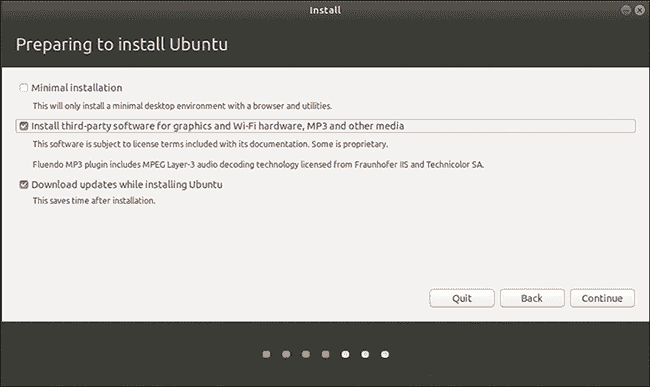 Install
Preparing to install Ubuntu
Minimal installation
This will only install a minimal desktop environment with a browser and utilities.
Install third-party software for graphics and Wi-Fi hardware, MP3 and other media
This software is subject to license terms included with its documentation. Some is proprietary.
Fluendo MP3 plugin includes MPEG Layer-3 audio decoding technology licensed from Fraunhofer IIS and Technicolor SA.
Download updates while installing Ubuntu
This saves time after installation.
Quit
Back
Continue